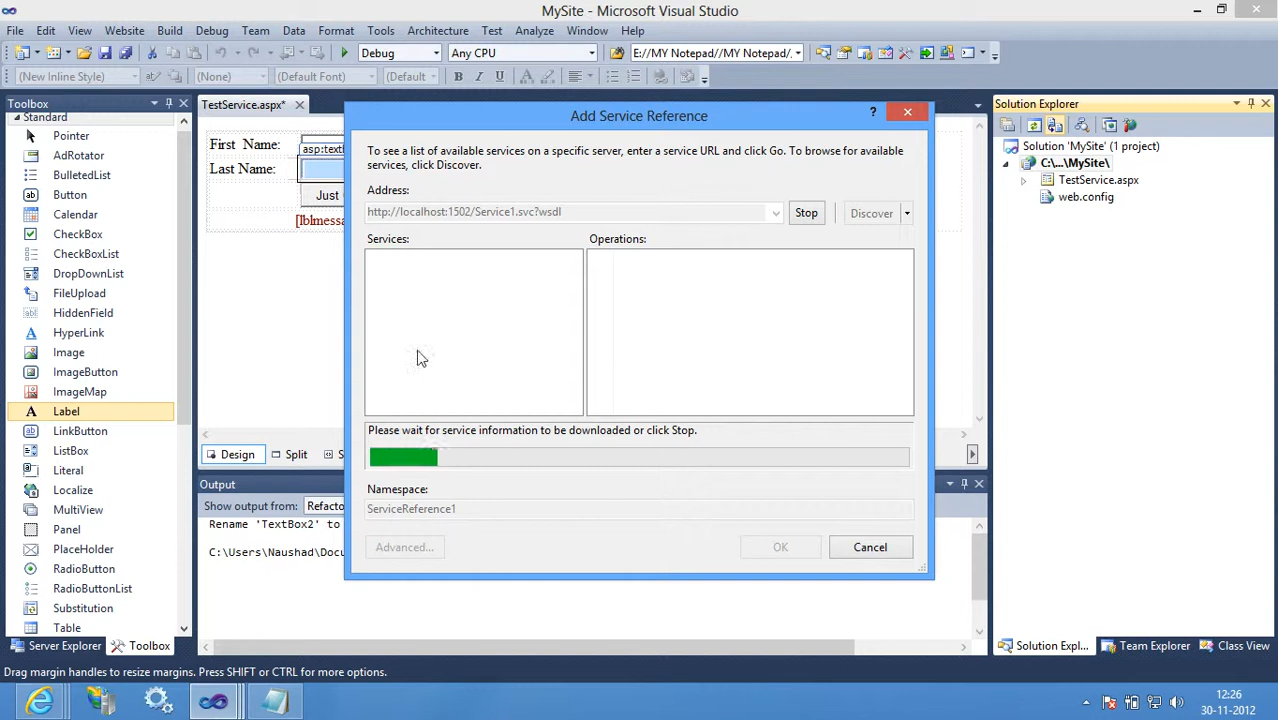 MySite - Microsoft Visual Studio
File Edit View Website Build Debug Team Data Format Tools Architecture Test Analyze Window Help
Debug Any CPU E://MY Notepad//MY Notepad/
(New Inline Style) (None) (Default Font) (Default B I U A
Toolbox
Standard
Pointer
AdRotator
BulletedList
Button
Calendar
CheckBox
CheckBoxList
DropDownList
FileUpload
HiddenField
HyperLink
Image
ImageButton
ImageMap
Label
LinkButton
ListBox
Literal
Localize
MultiView
Panel
PlaceHolder
RadioButton
RadioButtonList
Substitution
Table
Server Explorer Toolbox
TestService.aspx*
First Name:
asp:text
Last Name:
Just
[lblmessa
Design Split S
Output
Show output from: Refacto
Rename 'TextBox2' to
C:\Users\Naushad\Docu
Add Service Reference
?
To see a list of available services on a specific server, enter a service URL and click Go. To browse for available
services, click Discover.
Address:
http://localhost:1502/Service1.svc?wsdl Stop Discover
Services: Operations:
Please wait for service information to be downloaded or click Stop.
Namespace:
ServiceReference1
Advanced... OK Cancel
Solution Explorer
Solution 'MySite' (1 project)
C:\...\MySite\
TestService.aspx
web.config
Solution Expl... Team Explorer Class View
Drag margin handles to resize margins. Press SHIFT or CTRL for more options.
12:26
30-11-2012